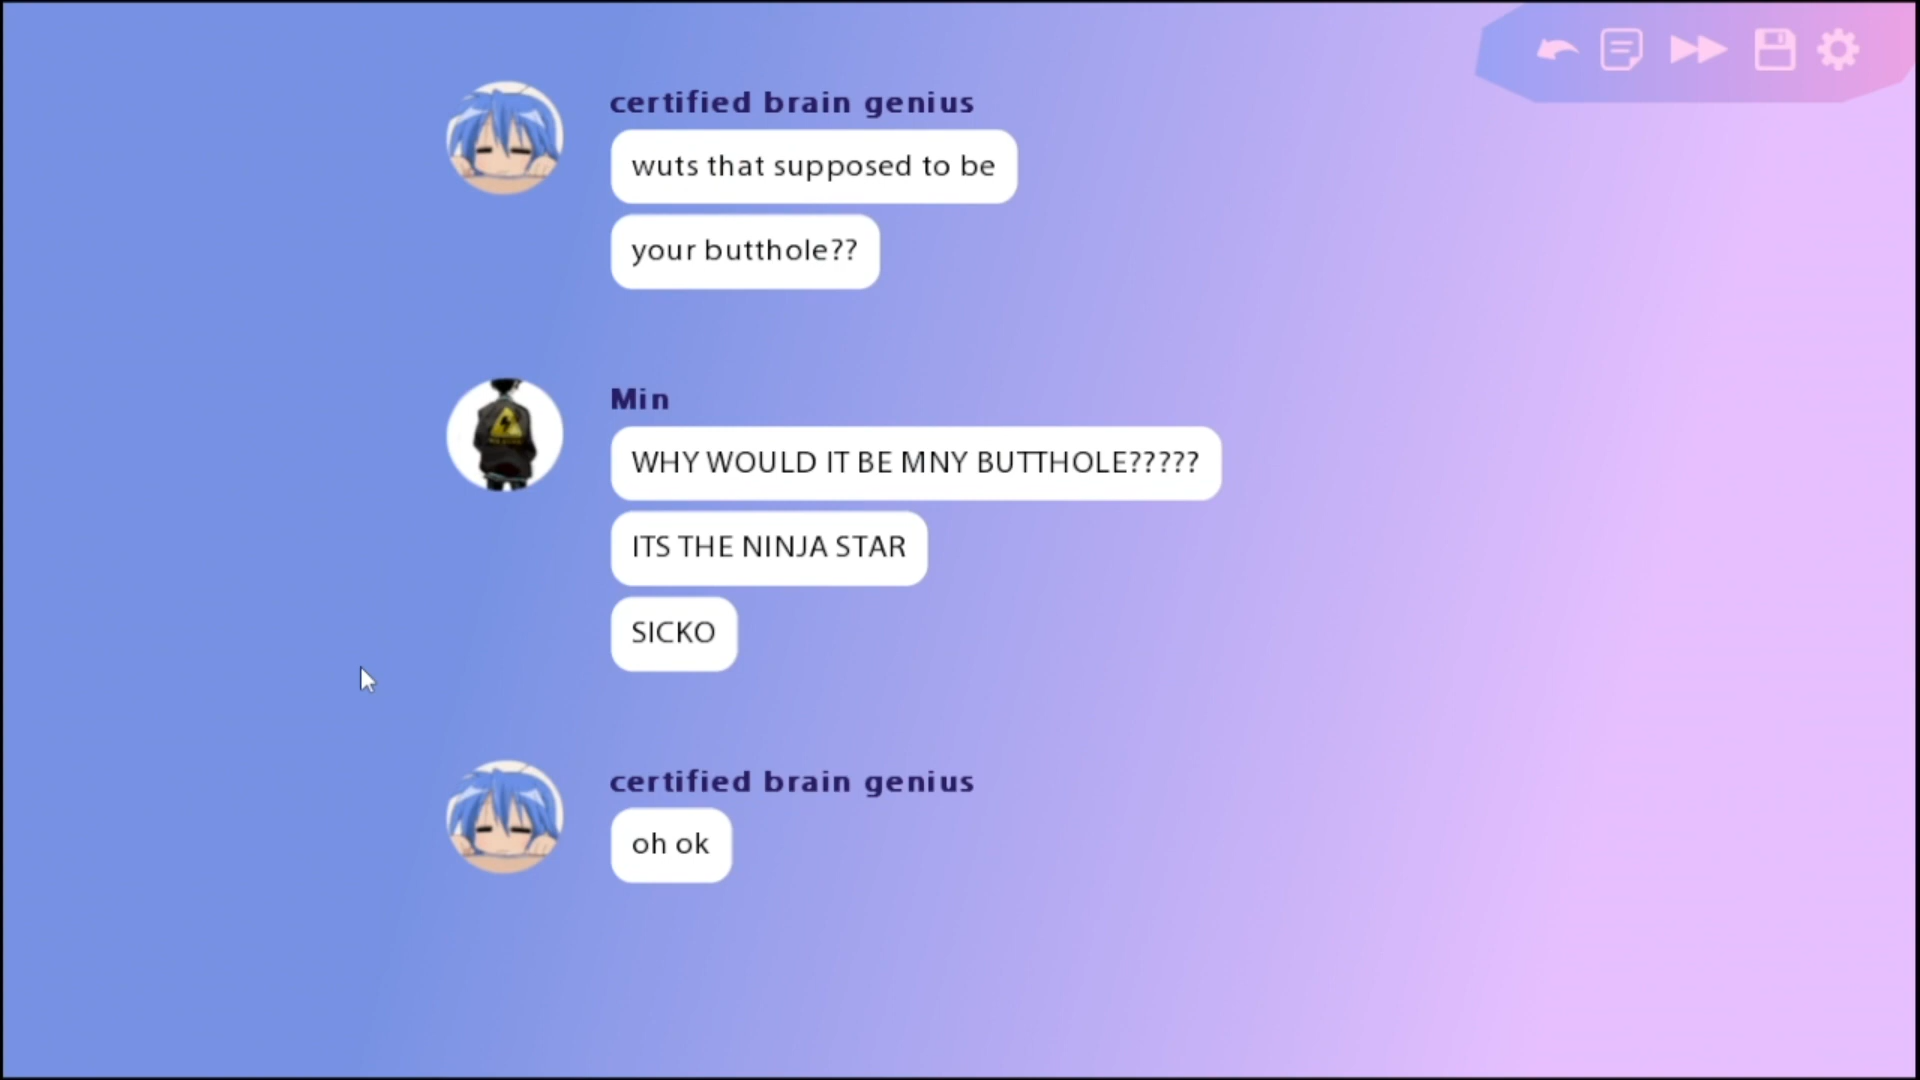 certified brain genius
wuts that supposed to be
your butthole??
Min
WHY WOULD IT BE MNY BUTTHOLE?????
ITS THE NINJA STAR
SICKO
certified brain genius
oh ok